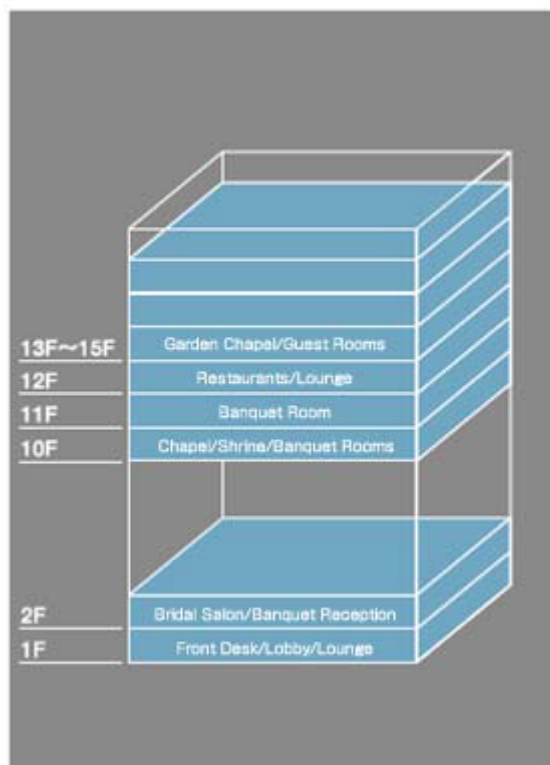 13F～15F Garden Chapel/Guest Rooms
12F Restaurants/Lounge
11F Banquet Room
10F Chapel/Shrine/Banquet Rooms
2F Bridal Salon/Banquet Reception
1F Front Desk/Lobby/Lounge